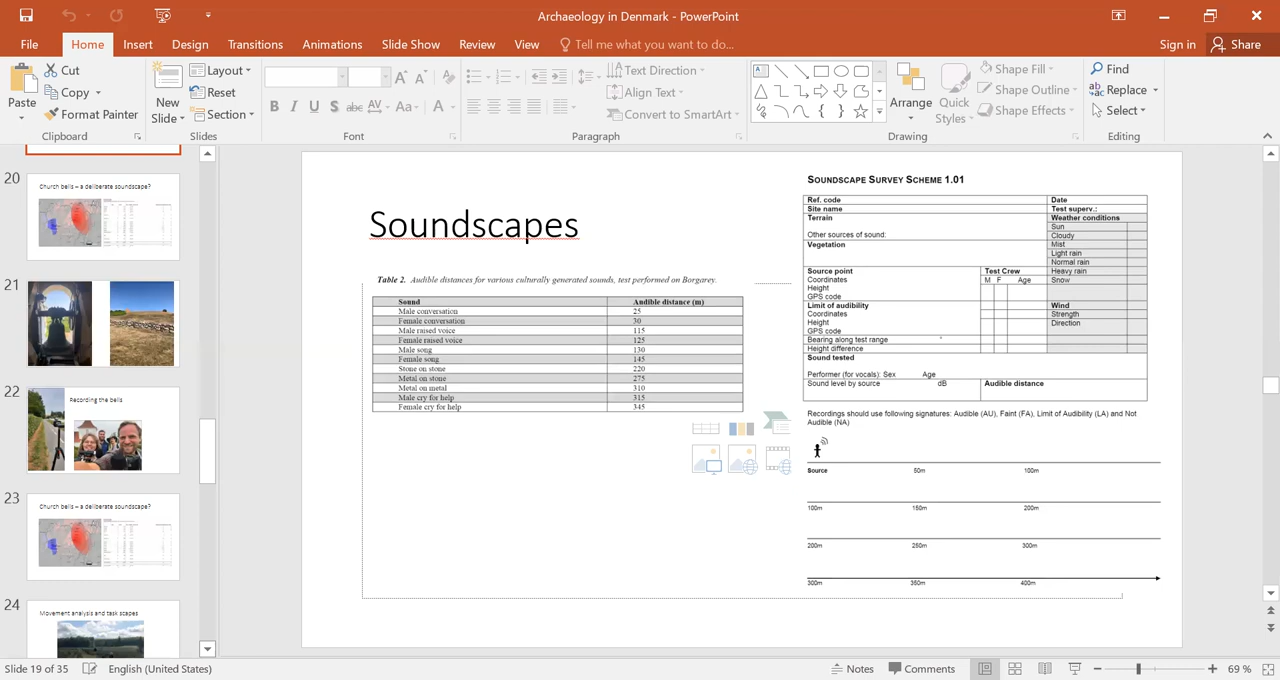 Archaeology in Denmark - PowerPoint
File Home Insert Design Transitions Animations Slide Show Review View Tell me what you want to do... Sign in Share
Paste
Cut
Copy
Format Painter
Clipboard
New Slide
Layout
Reset
Section
Slides
B I U S abc AV Aa A
Font
Text Direction
Align Text
Convert to SmartArt
Paragraph
Arrange
Quick Styles
Shape Fill
Shape Outline
Shape Effects
Drawing
Find
Replace
Select
Editing
20
Church bells – a deliberate soundscape?
21
22
Recording the bells
23
Church bells – a deliberate soundscape?
24
Movement analysis and task scapes
Soundscapes
Table 2. Audible distances for various culturally generated sounds, test performed on Borgarey.
Sound Audible distance (m)
Male conversation 25
Female conversation 30
Male raised voice 115
Female raised voice 125
Male song 130
Female song 145
Stone on stone 220
Metal on stone 275
Metal on metal 310
Male cry for help 315
Female cry for help 345
SOUNDSCAPE SURVEY SCHEME 1.01
Ref. code Date
Site name Test superv.:
Terrain Weather conditions
Sun
Other sources of sound: Cloudy
Vegetation Mist
Light rain
Normal rain
Source point Test Crew Heavy rain
Coordinates M F Age Snow
Height
GPS code
Limit of audibility Wind
Coordinates Strength
Height Direction
GPS code
Bearing along test range °
Height difference
Sound tested
Performer (for vocals): Sex Age
Sound level by source dB Audible distance
Recordings should use following signatures: Audible (AU), Faint (FA), Limit of Audibility (LA) and Not
Audible (NA)
Source 50m 100m
100m 150m 200m
200m 250m 300m
300m 350m 400m
Slide 19 of 35 English (United States) Notes Comments 69 %